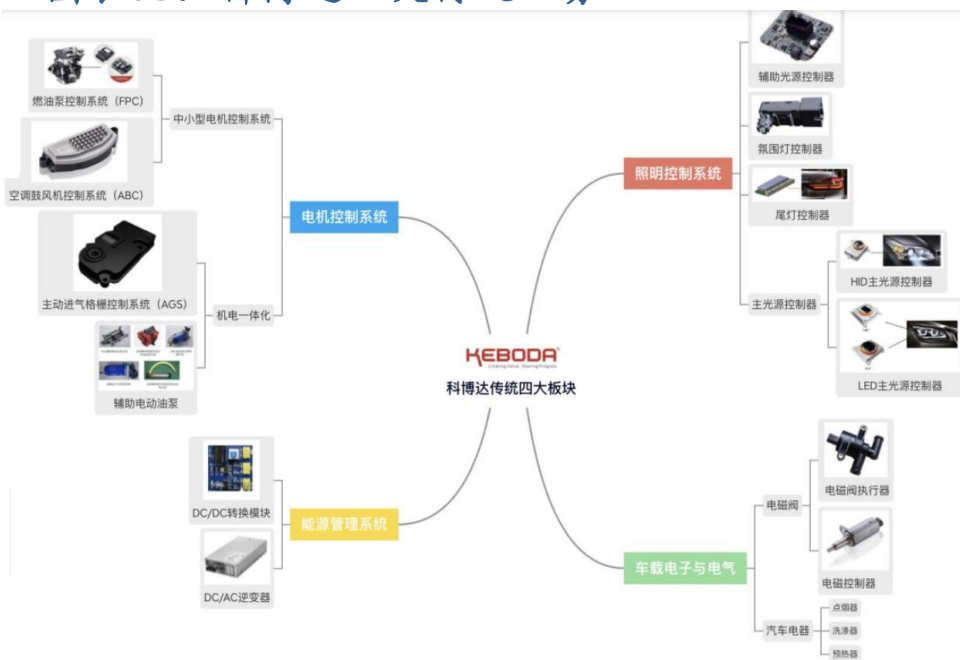 燃油泵控制系统（FPC）
中小型电机控制系统
空调鼓风机控制系统（ABC）
电机控制系统
主动进气格栅控制系统（AGS）
机电一体化
辅助电动油泵
DC/DC转换模块
能源管理系统
DC/AC逆变器
KEBODA
Creating Value, Sharing Progress
科博达传统四大板块
辅助光源控制器
氛围灯控制器
照明控制系统
尾灯控制器
HID主光源控制器
主光源控制器
LED主光源控制器
电磁阀执行器
电磁阀
电磁控制器
车载电子与电气
点烟器
汽车电器
洗涤器
预热器